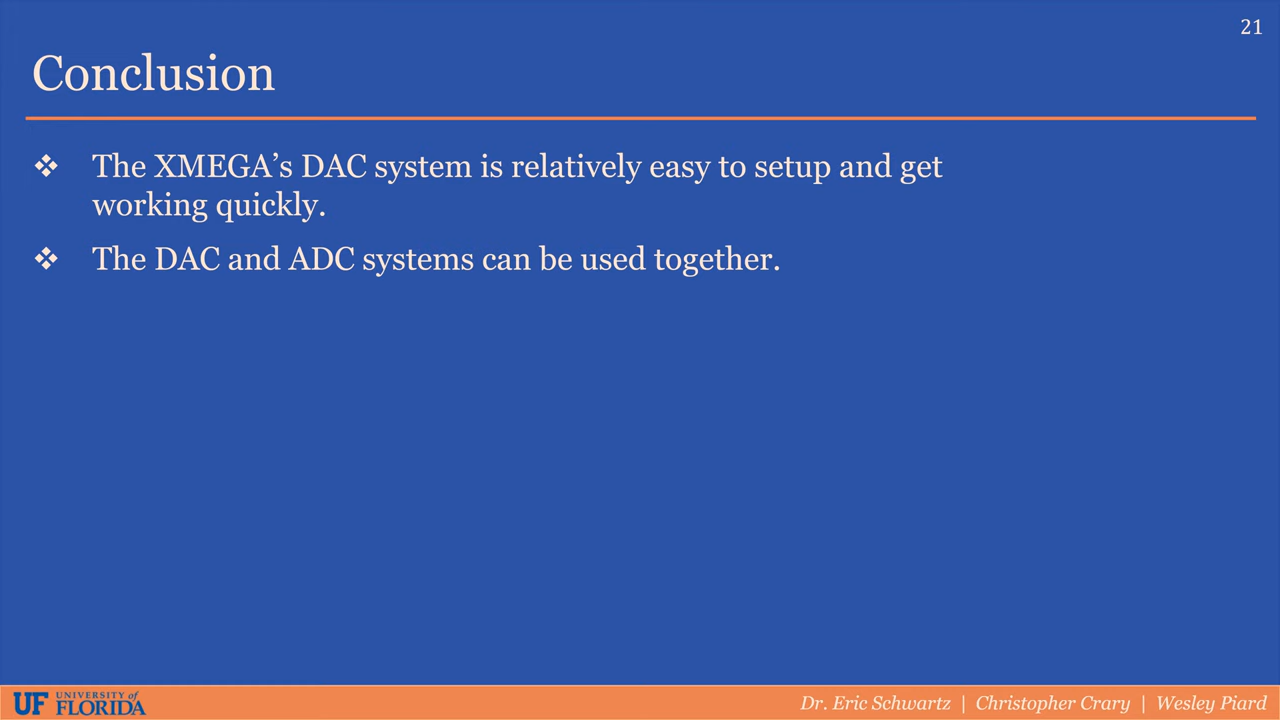 21
Conclusion
❖ The XMEGA’s DAC system is relatively easy to setup and get
working quickly.
❖ The DAC and ADC systems can be used together.
UF UNIVERSITY of
FLORIDA
Dr. Eric Schwartz | Christopher Crary | Wesley Piard